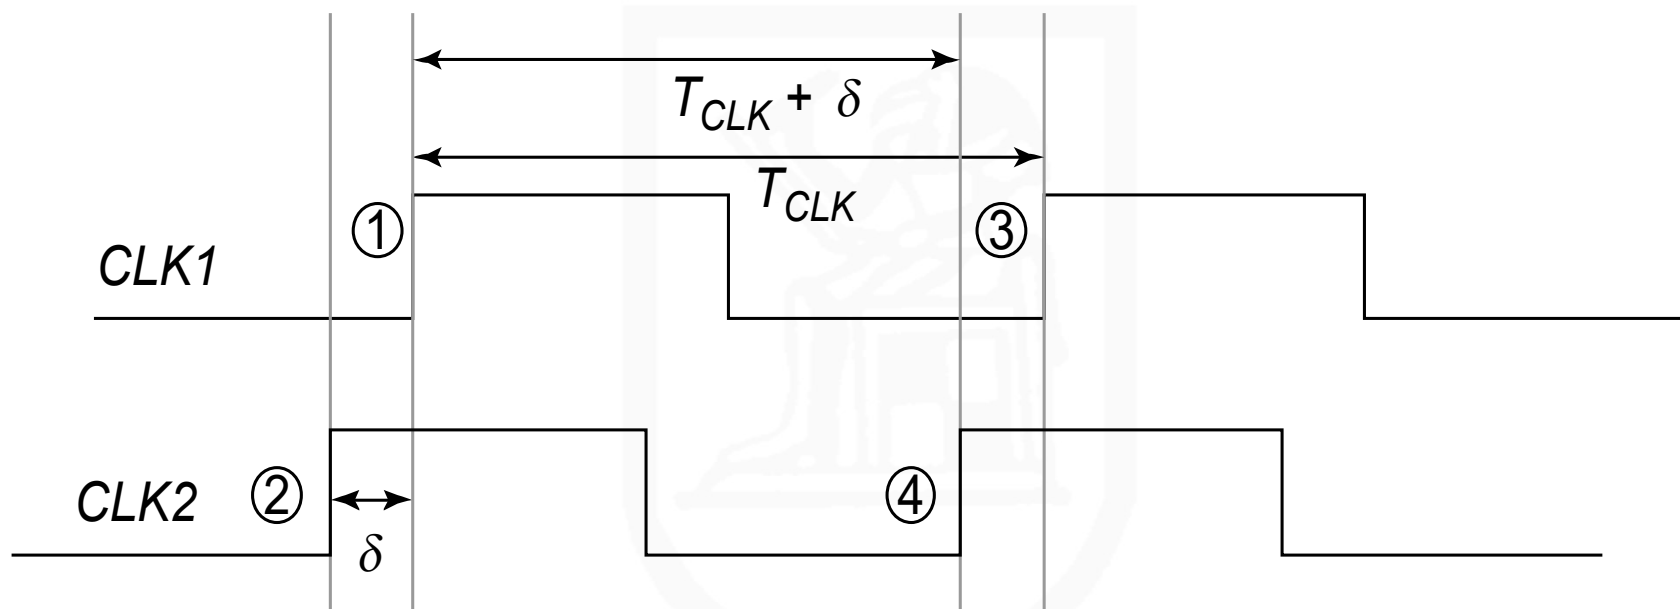 T_CLK + δ
T_CLK
① ③
CLK1
CLK2 ② ④
δ